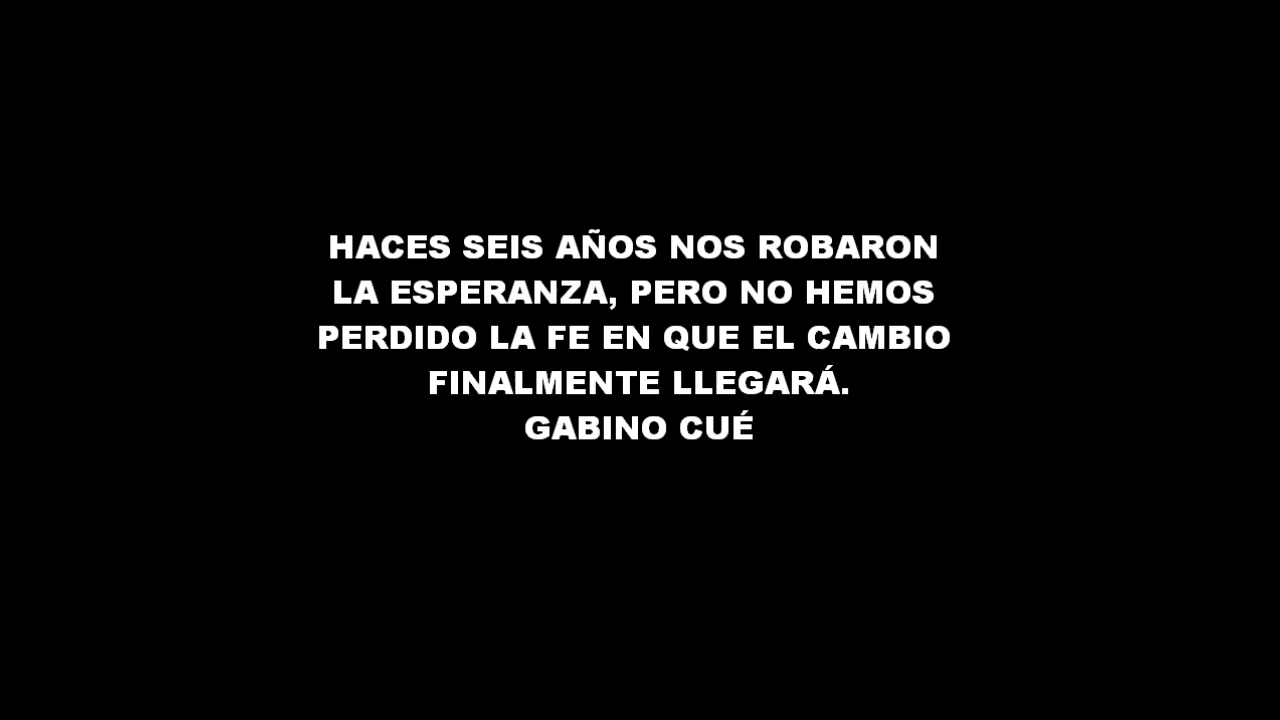 HACES SEIS AÑOS NOS ROBARON
LA ESPERANZA, PERO NO HEMOS
PERDIDO LA FE EN QUE EL CAMBIO
FINALMENTE LLEGARÁ.
GABINO CUÉ